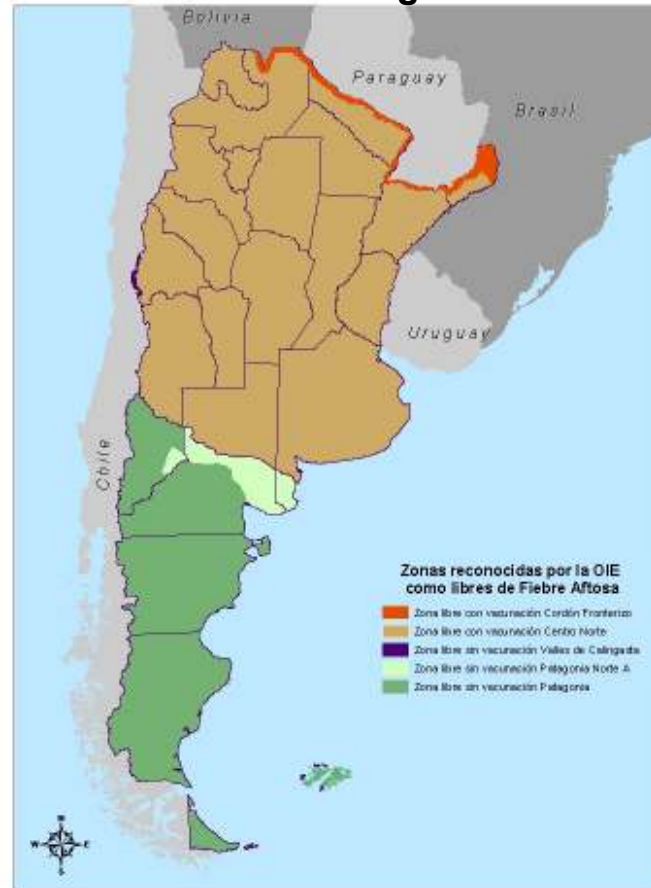 Bolivia
Paraguay
Brasil
Uruguay
Chile
Zonas reconocidas por la OIE
como libres de Fiebre Aftosa
Zona libre con vacunación Cordón Fronterizo
Zona libre con vacunación Centro Norte
Zona libre sin vacunación Valles de Calingasta
Zona libre sin vacunación Patagonia Norte A
Zona libre sin vacunación Patagonia
N
W
E
S